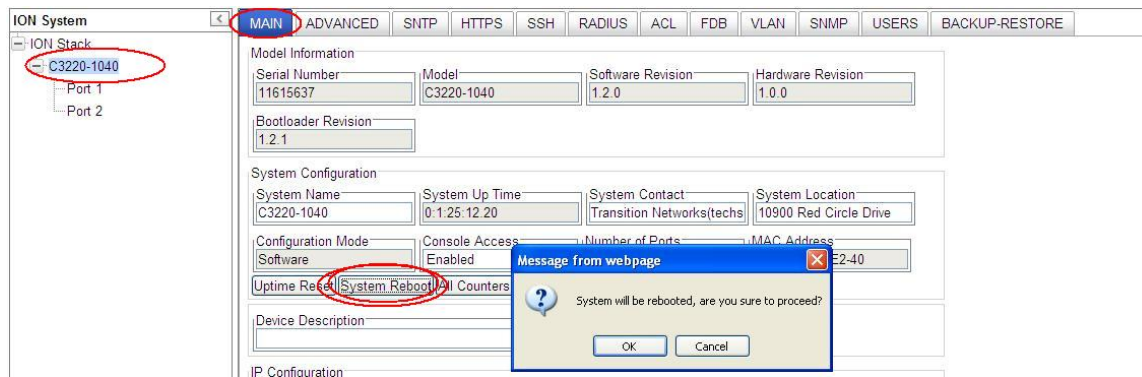 ION System <
ION Stack
C3220-1040
Port 1
Port 2
MAIN ADVANCED SNTP HTTPS SSH RADIUS ACL FDB VLAN SNMP USERS BACKUP-RESTORE
Model Information
Serial Number Model Software Revision Hardware Revision
11615637 C3220-1040 1.2.0 1.0.0
Bootloader Revision
1.2.1
System Configuration
System Name System Up Time System Contact System Location
C3220-1040 0:1:25:12.20 Transition Networks(techs 10900 Red Circle Drive
Configuration Mode Console Access Number of Ports MAC Address
Software Enabled E2-40
Uptime Reset System Reboot All Counters
Device Description
IP Configuration
Message from webpage
System will be rebooted, are you sure to proceed?
OK Cancel